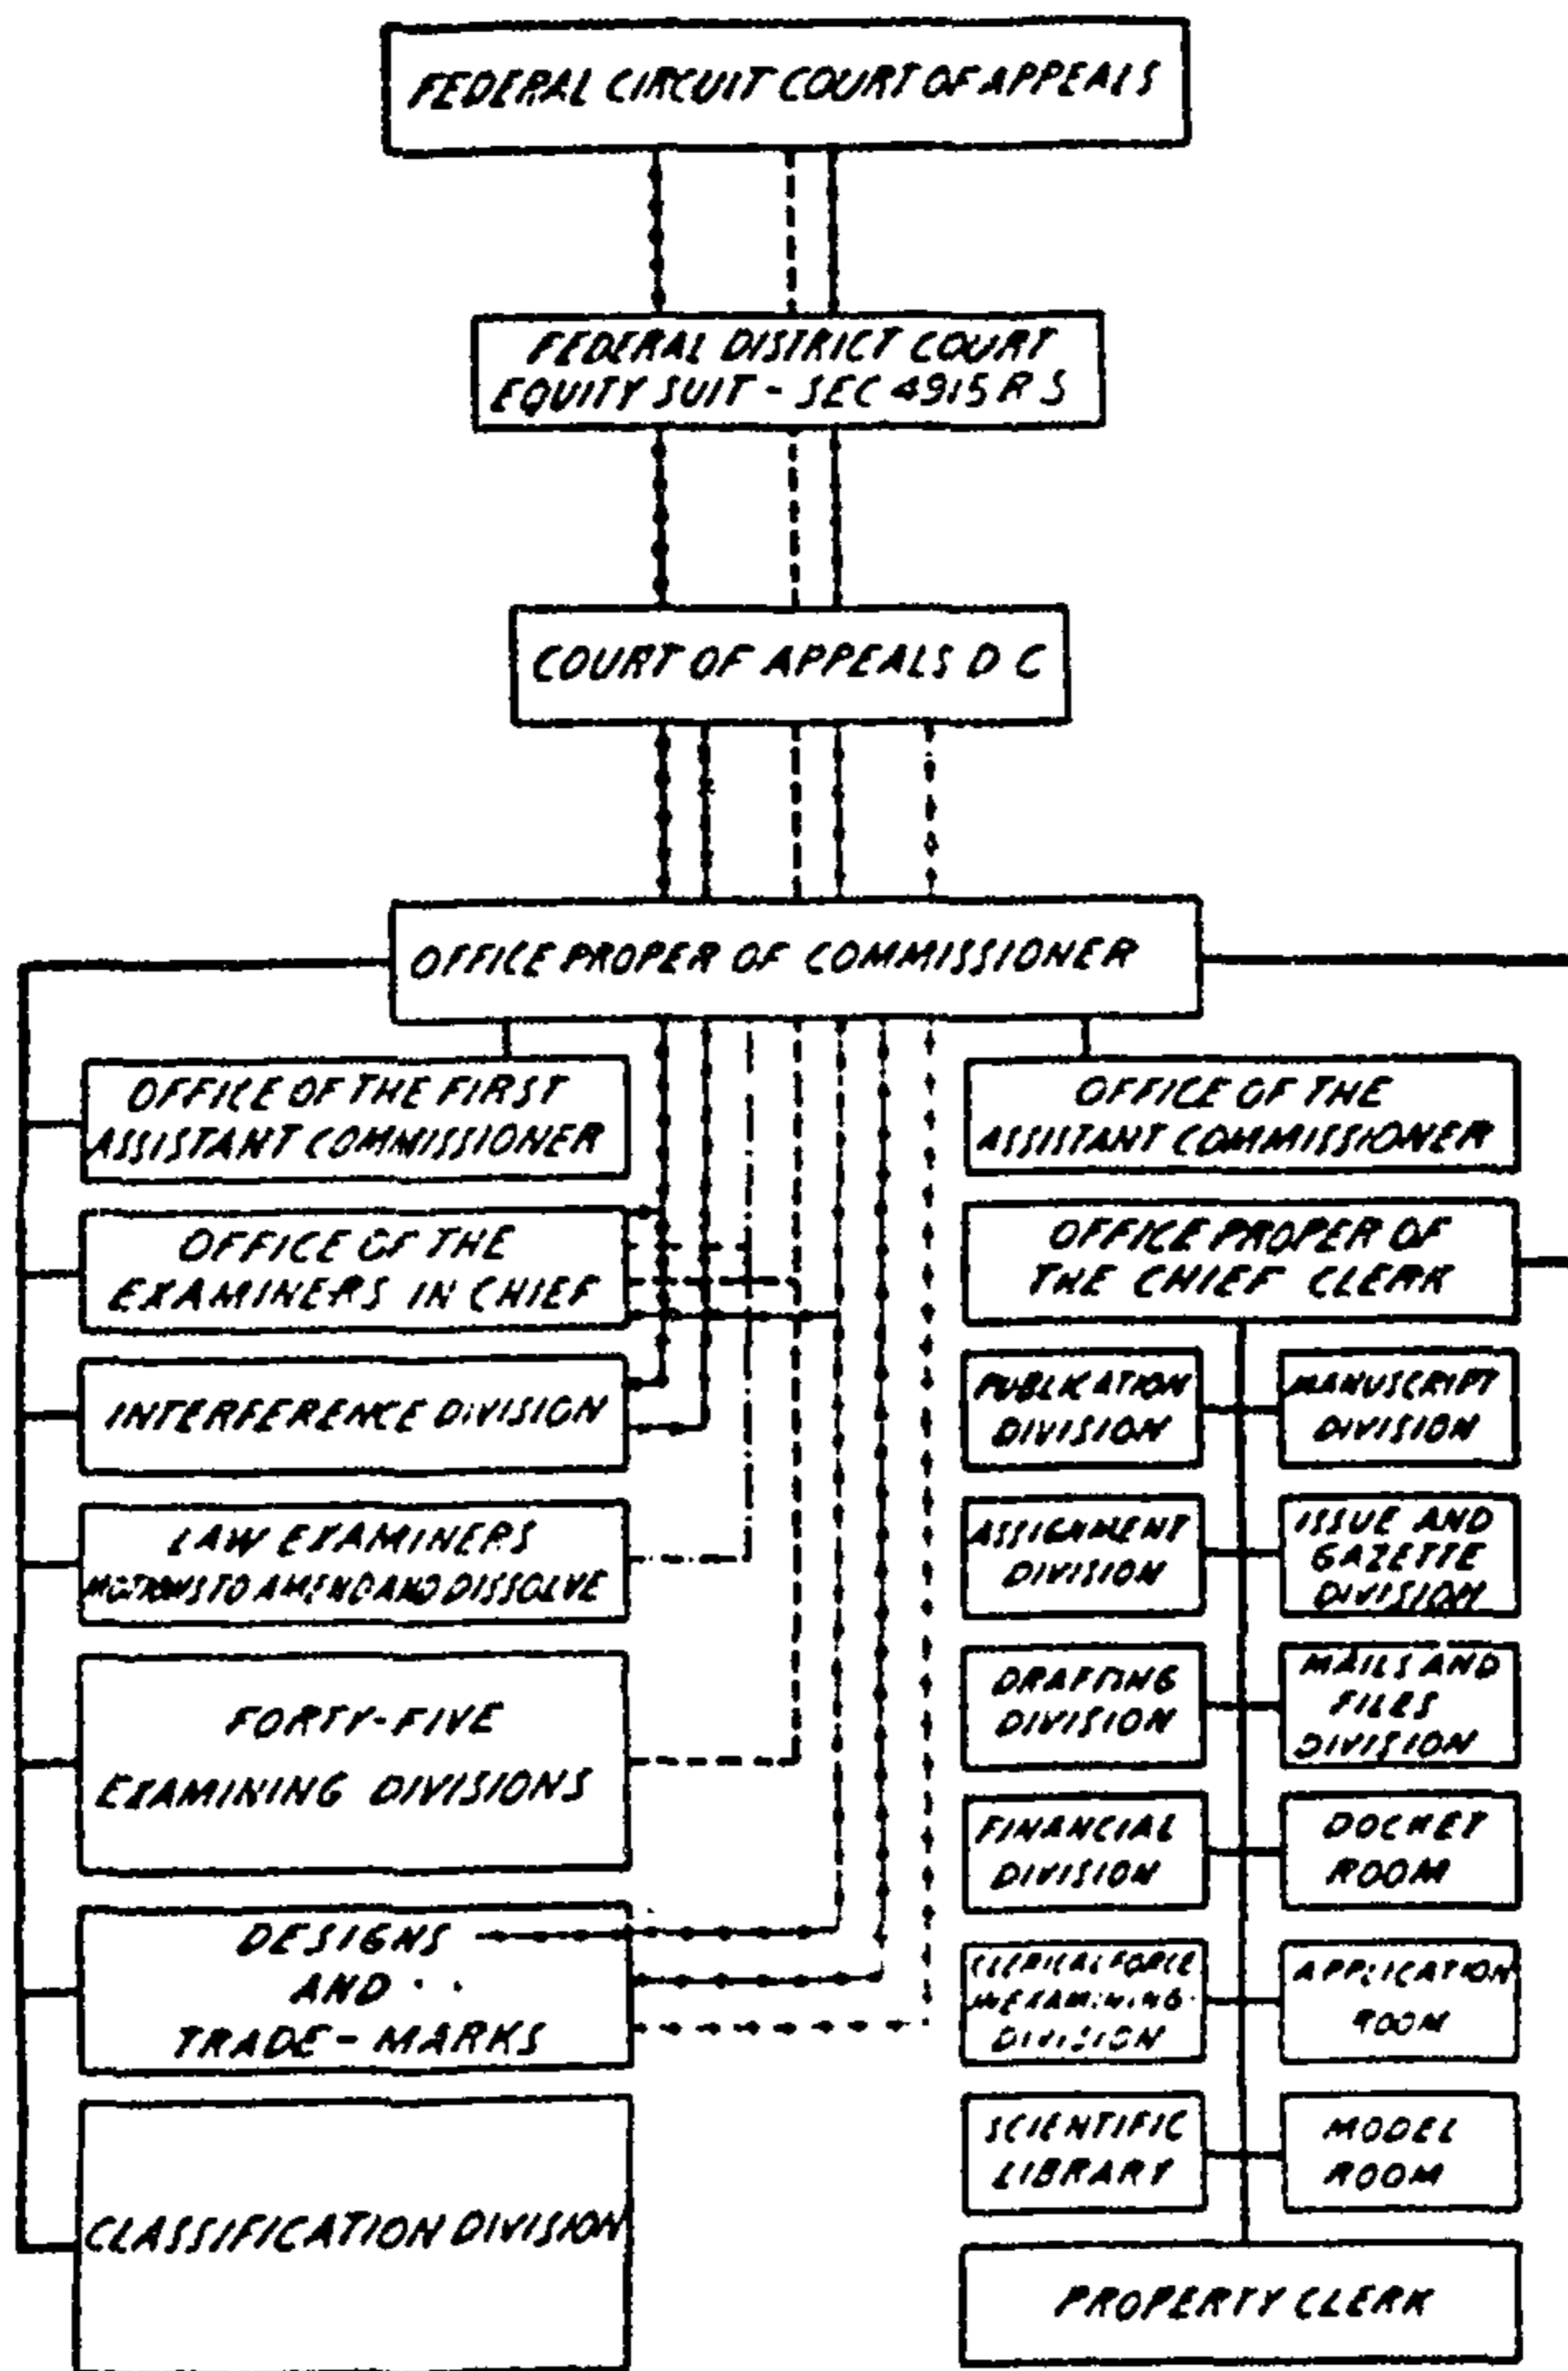 FEDERAL CIRCUIT COURT OF APPEALS
FEDERAL DISTRICT COURT
EQUITY SUIT - SEC 4915 R S
COURT OF APPEALS D C
OFFICE PROPER OF COMMISSIONER
OFFICE OF THE FIRST
ASSISTANT COMMISSIONER
OFFICE OF THE
EXAMINERS IN CHIEF
INTERFERENCE DIVISION
LAW EXAMINERS
MOTIONS TO AMEND AND DISSOLVE
FORTY-FIVE
EXAMINING DIVISIONS
DESIGNS
AND
TRADE-MARKS
CLASSIFICATION DIVISION
OFFICE OF THE
ASSISTANT COMMISSIONER
OFFICE PROPER OF
THE CHIEF CLERK
PUBLICATION
DIVISION
MANUSCRIPT
DIVISION
ASSIGNMENT
DIVISION
ISSUE AND
GAZETTE
DIVISION
DRAFTING
DIVISION
MAILS AND
FILES
DIVISION
FINANCIAL
DIVISION
DOCKET
ROOM
CLERICAL FORCE
IN EXAMINING
DIVISION
APPLICATION
ROOM
SCIENTIFIC
LIBRARY
MODEL
ROOM
PROPERTY CLERK